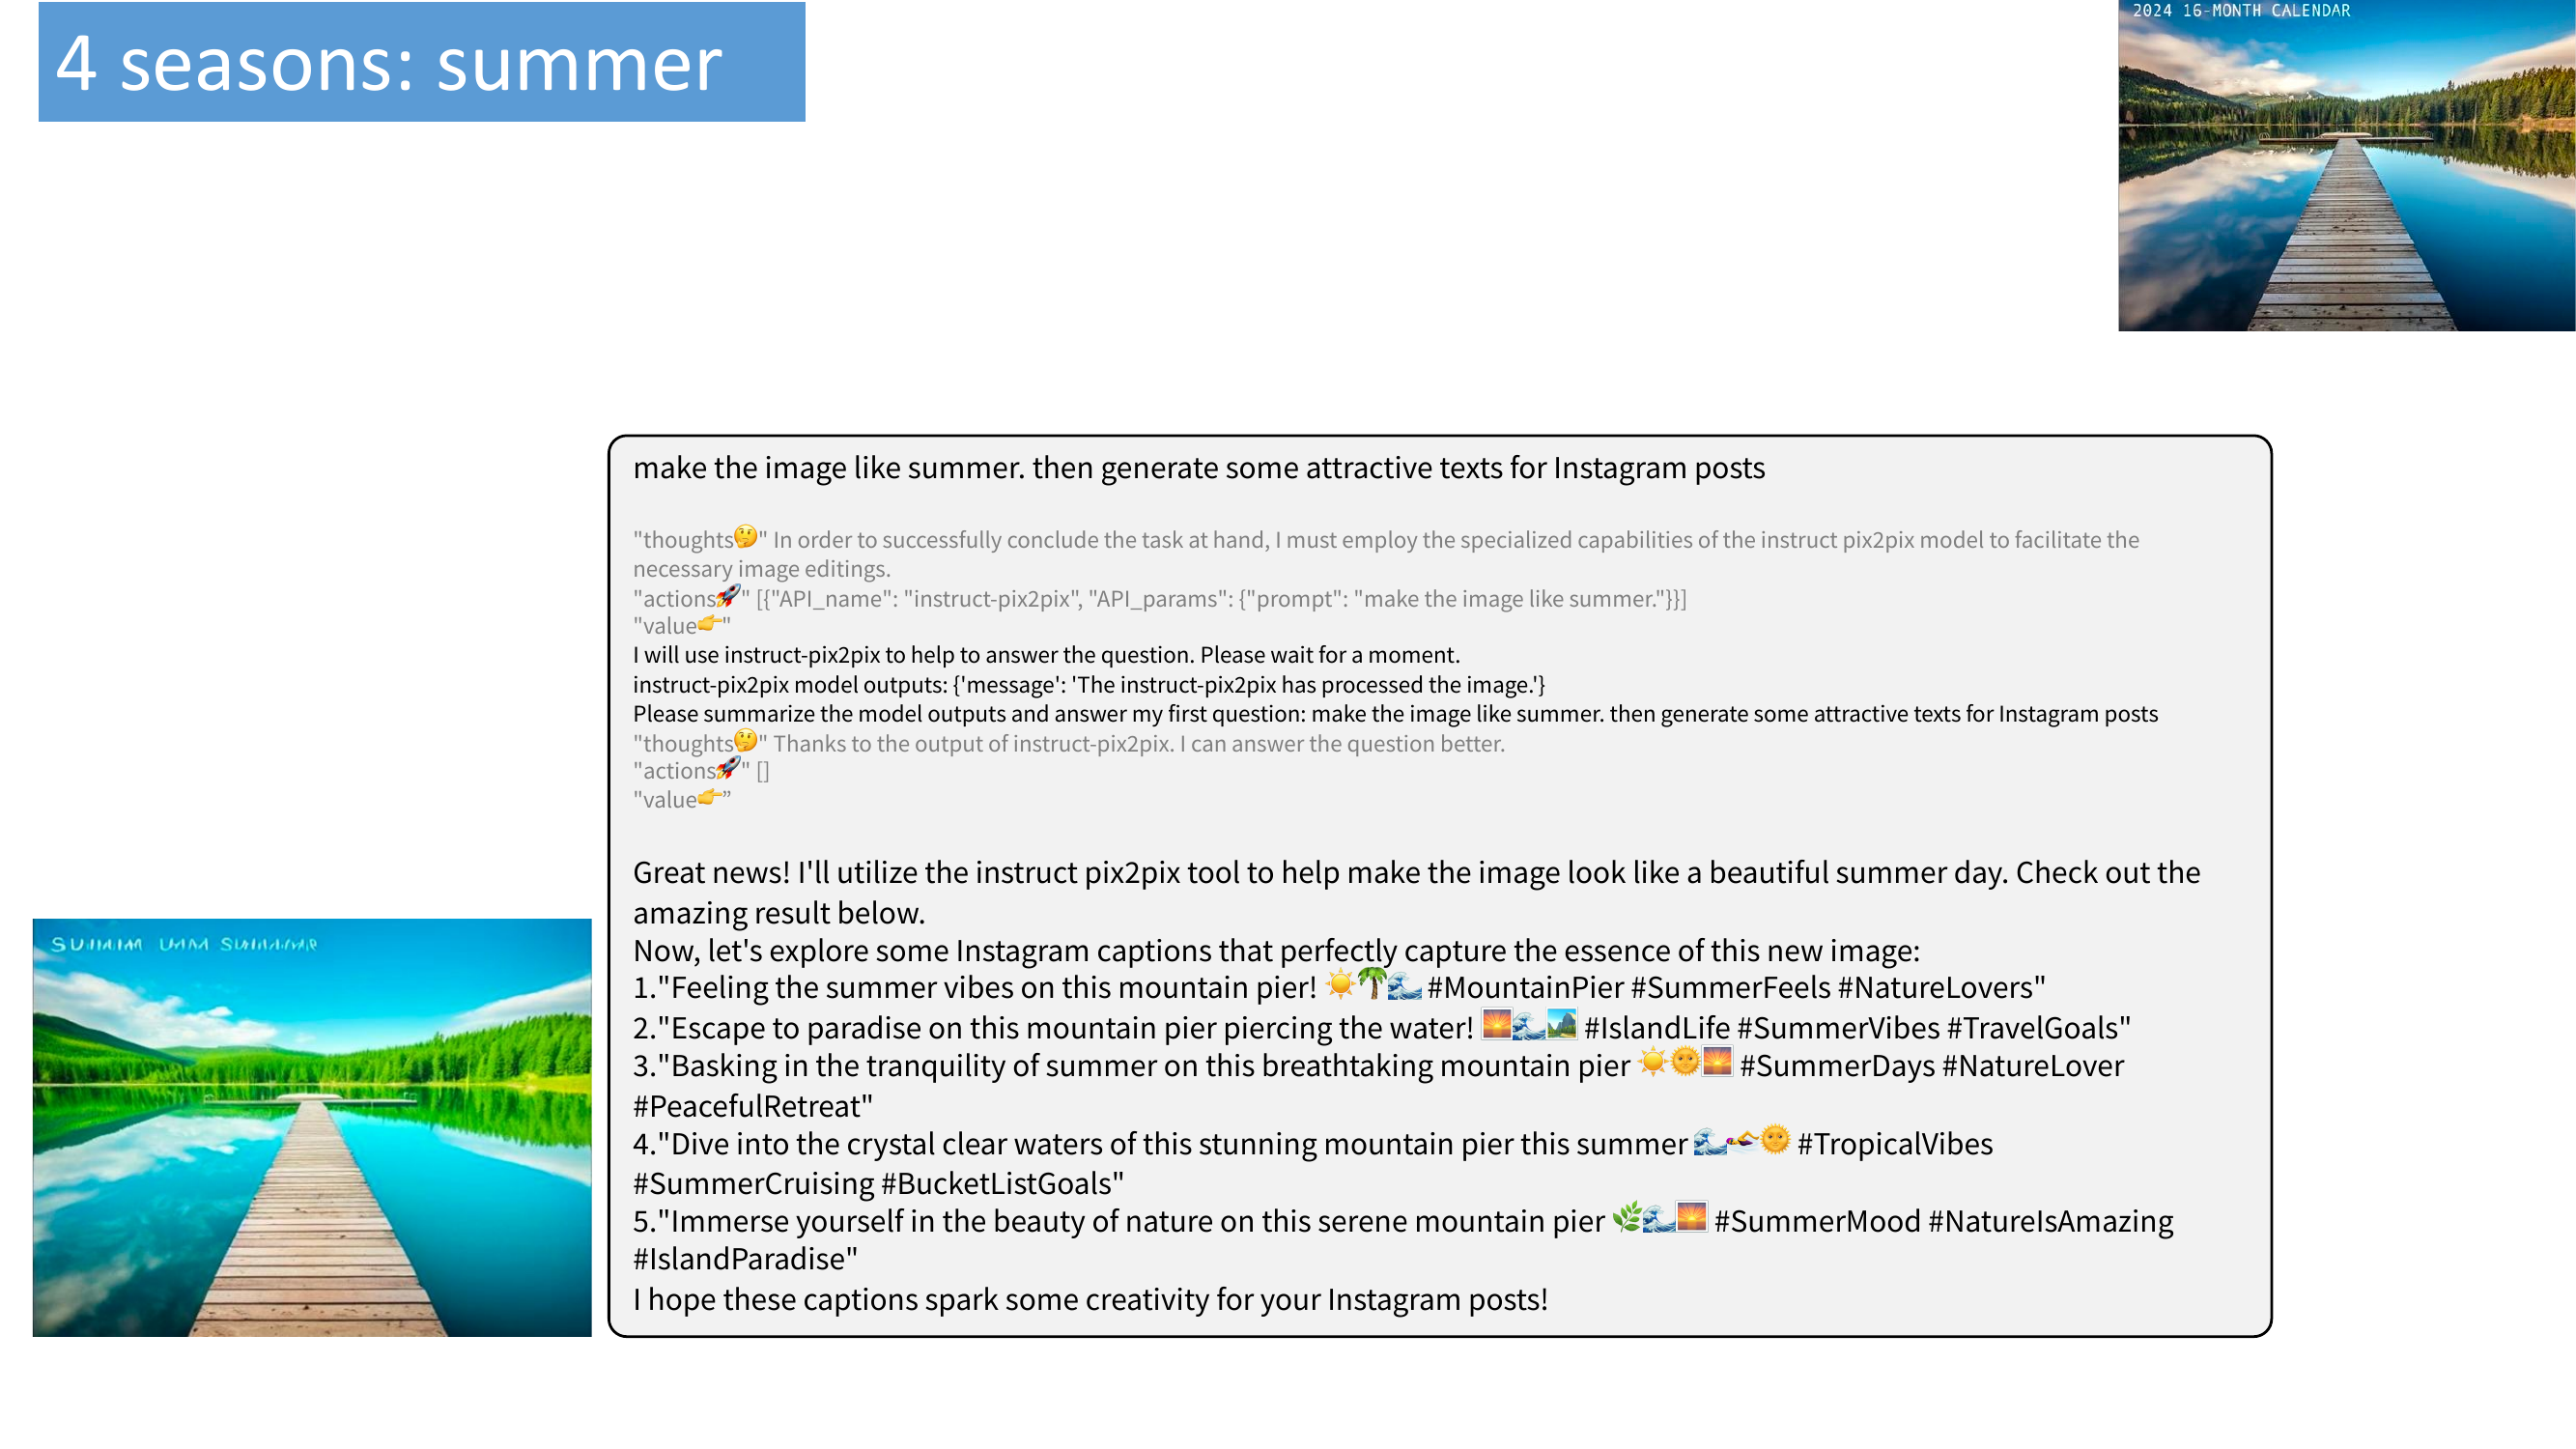 4 seasons: summer
2024 16-MONTH CALENDAR
make the image like summer. then generate some attractive texts for Instagram posts
"thoughts🤔" In order to successfully conclude the task at hand, I must employ the specialized capabilities of the instruct pix2pix model to facilitate the
necessary image editings.
"actions🚀" [{"API_name": "instruct-pix2pix", "API_params": {"prompt": "make the image like summer."}}]
"value👉"
I will use instruct-pix2pix to help to answer the question. Please wait for a moment.
instruct-pix2pix model outputs: {'message': 'The instruct-pix2pix has processed the image.'}
Please summarize the model outputs and answer my first question: make the image like summer. then generate some attractive texts for Instagram posts
"thoughts🤔" Thanks to the output of instruct-pix2pix. I can answer the question better.
"actions🚀" []
"value👉”
Great news! I'll utilize the instruct pix2pix tool to help make the image look like a beautiful summer day. Check out the
amazing result below.
Now, let's explore some Instagram captions that perfectly capture the essence of this new image:
1."Feeling the summer vibes on this mountain pier! ☀️🌴🌊 #MountainPier #SummerFeels #NatureLovers"
2."Escape to paradise on this mountain pier piercing the water! 🌅🌊🏞️ #IslandLife #SummerVibes #TravelGoals"
3."Basking in the tranquility of summer on this breathtaking mountain pier ☀️🌞🌅 #SummerDays #NatureLover
#PeacefulRetreat"
4."Dive into the crystal clear waters of this stunning mountain pier this summer 🌊🏊‍♀️🌞 #TropicalVibes
#SummerCruising #BucketListGoals"
5."Immerse yourself in the beauty of nature on this serene mountain pier 🌿🌊🌅 #SummerMood #NatureIsAmazing
#IslandParadise"
I hope these captions spark some creativity for your Instagram posts!